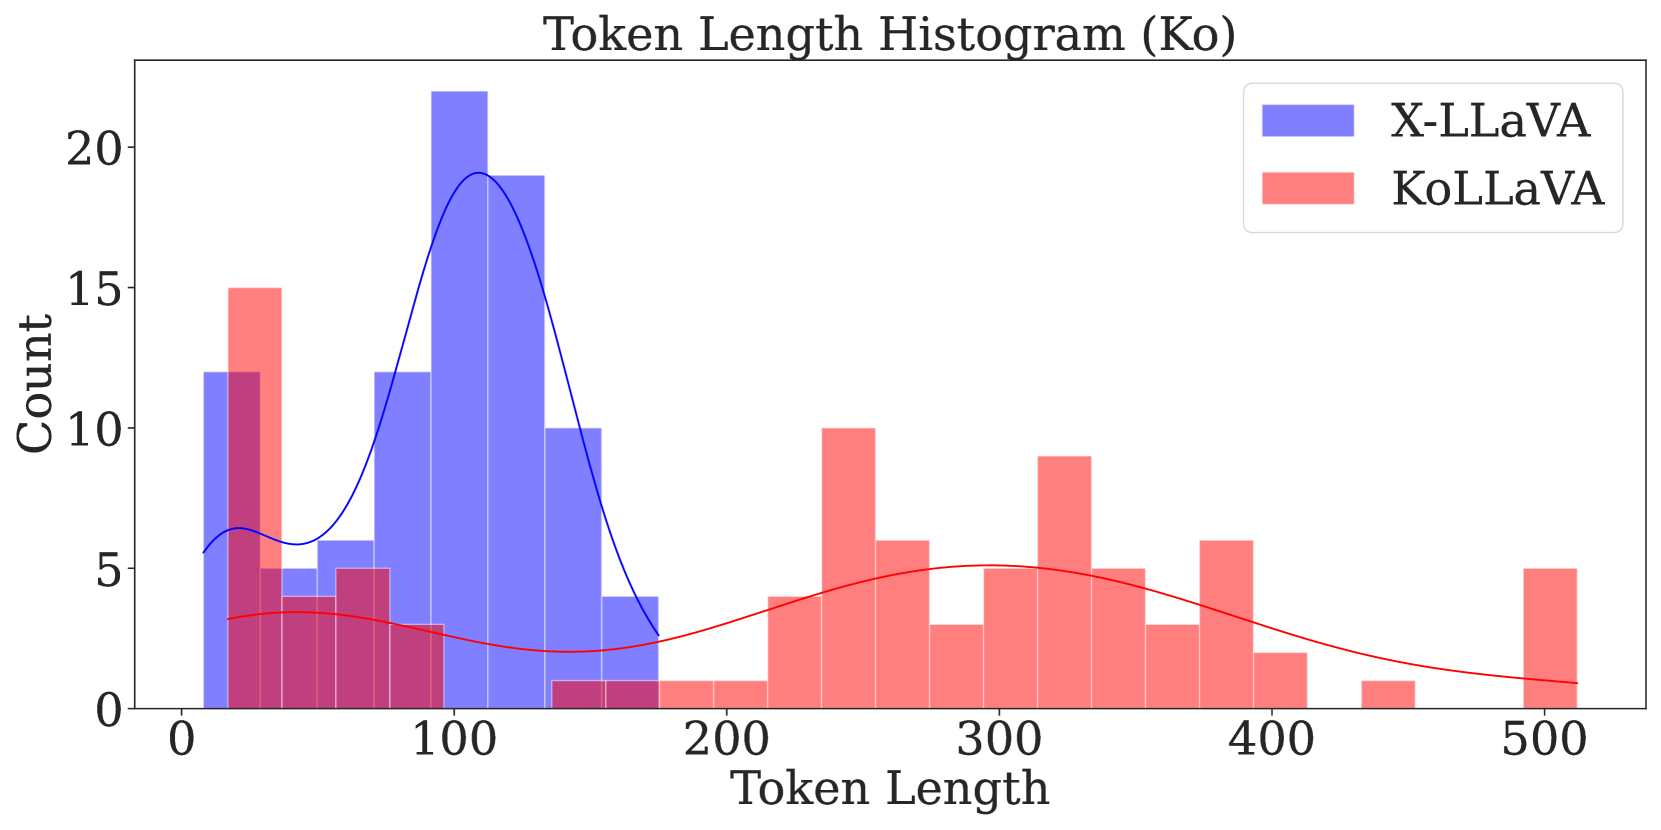 Token Length Histogram (Ko)
X-LLaVA
KoLLaVA
Count
20
15
10
5
0
0 100 200 300 400 500
Token Length